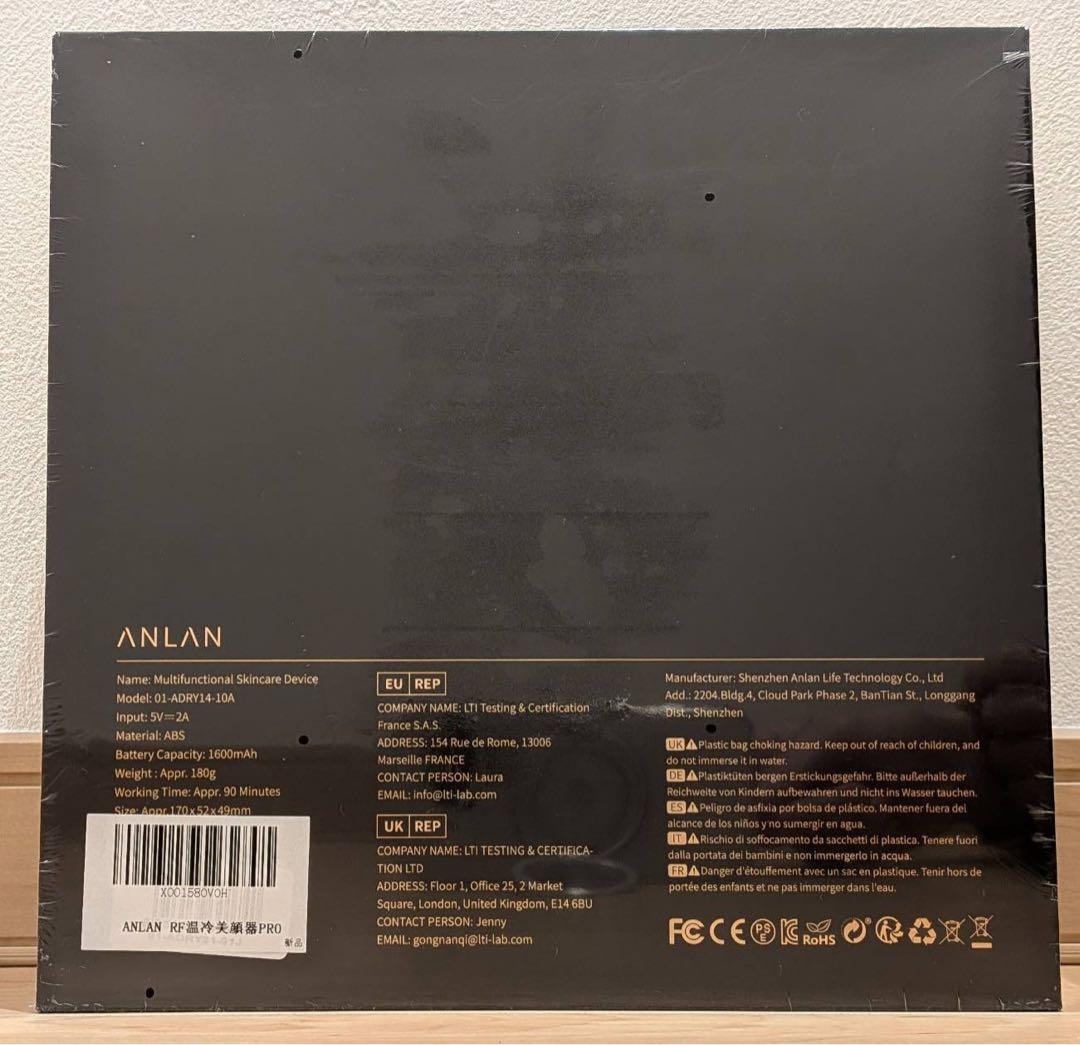 ANLAN
Name: Multifunctional Skincare Device
Model: 01-ADRY14-10A
Input: 5V⎓2A
Material: ABS
Battery Capacity: 1600mAh
Weight : Appr. 180g
Working Time: Appr. 90 Minutes
Size: Appr.170x52x49mm
X001580V0H
ANLAN RF温冷美顔器PRO
新品
EU REP
COMPANY NAME: LTI Testing & Certification
France S.A.S.
ADDRESS: 154 Rue de Rome, 13006
Marseille FRANCE
CONTACT PERSON: Laura
EMAIL: info@lti-lab.com
UK REP
COMPANY NAME: LTI TESTING & CERTIFICA-
TION LTD
ADDRESS: Floor 1, Office 25, 2 Market
Square, London, United Kingdom, E14 6BU
CONTACT PERSON: Jenny
EMAIL: gongnanqi@lti-lab.com
Manufacturer: Shenzhen Anlan Life Technology Co., Ltd
Add.: 2204.Bldg.4, Cloud Park Phase 2, BanTian St., Longgang
Dist., Shenzhen
UK Plastic bag choking hazard. Keep out of reach of children, and
do not immerse it in water.
DE Plastiktüten bergen Erstickungsgefahr. Bitte außerhalb der
Reichweite von Kindern aufbewahren und nicht ins Wasser tauchen.
ES Peligro de asfixia por bolsa de plástico. Mantener fuera del
alcance de los niños y no sumergir en agua.
IT Rischio di soffocamento da sacchetti di plastica. Tenere fuori
dalla portata dei bambini e non immergerlo in acqua.
FR Danger d'étouffement avec un sac en plastique. Tenir hors de
portée des enfants et ne pas immerger dans l'eau.
FC CE PSE RoHS